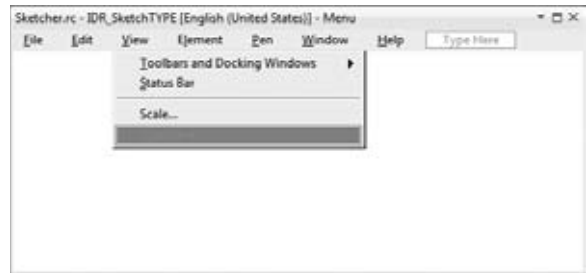 Sketcher.rc - IDR_SketchTYPE [English (United States)] - Menu
File Edit View Element Pen Window Help Type Here
Toolbars and Docking Windows
Status Bar
Scale...